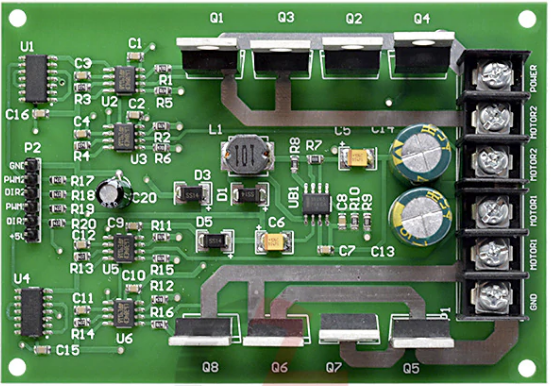 Q1 Q3 Q2 Q4
U1
C1
C3
R1
R3
U2
R5
C16
C2
C4
R2
R4
U3
R6
L1
R8
R7
C5
C14
POWER
MOTOR2
MOTOR2
MOTOR1
MOTOR1
GND
P2
GND
PWM2
DIR2
PWM1
DIR1
+5V
R17
R18
R19
R20
C20
D3
D1
UB1
C8
R10
R9
C12
C9
R11
D5
C6
C7
C13
R13
U5
R15
U4
C10
R12
C11
R14
R16
U6
C15
Q8 Q6 Q7 Q5
101
SS14